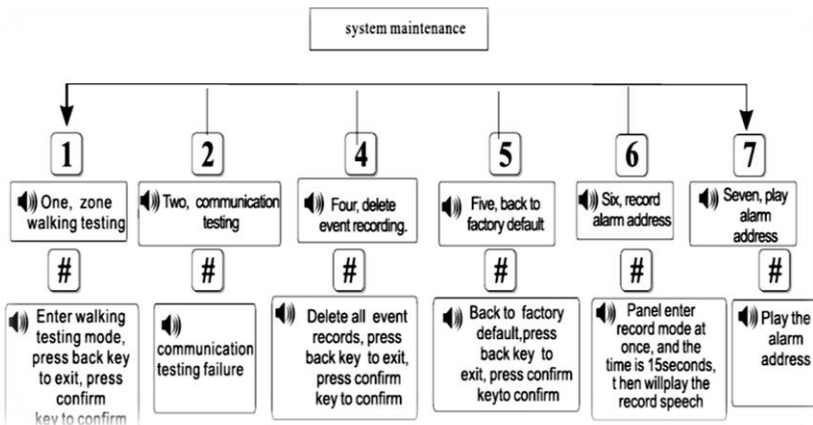 system maintenance
1
2
4
5
6
7
One, zone
walking testing
Two, communication
testing
Four, delete
event recording.
Five, back to
factory default
Six, record
alarm address
Seven, play
alarm
address
#
#
#
#
#
#
Enter walking
testing mode,
press back key
to exit, press
confirm
key to confirm
communication
testing failure
Delete all event
records, press
back key to exit,
press confirm
key to confirm
Back to factory
default,press
back key to
exit, press confirm
keyto confirm
Panel enter
record mode at
once, and the
time is 15seconds,
t hen willplay the
record speech
Play the
alarm
address